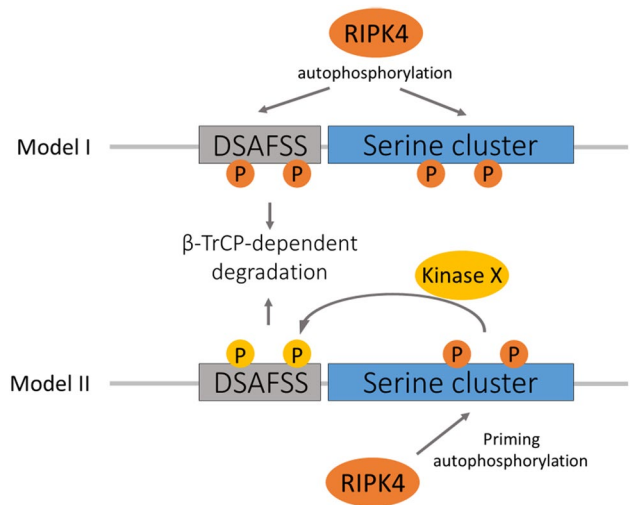 RIPK4
autophosphorylation
Model I
DSAFSS
Serine cluster
P
P
P
P
β-TrCP-dependent
degradation
Kinase X
P
P
P
P
Model II
DSAFSS
Serine cluster
Priming
autophosphorylation
RIPK4